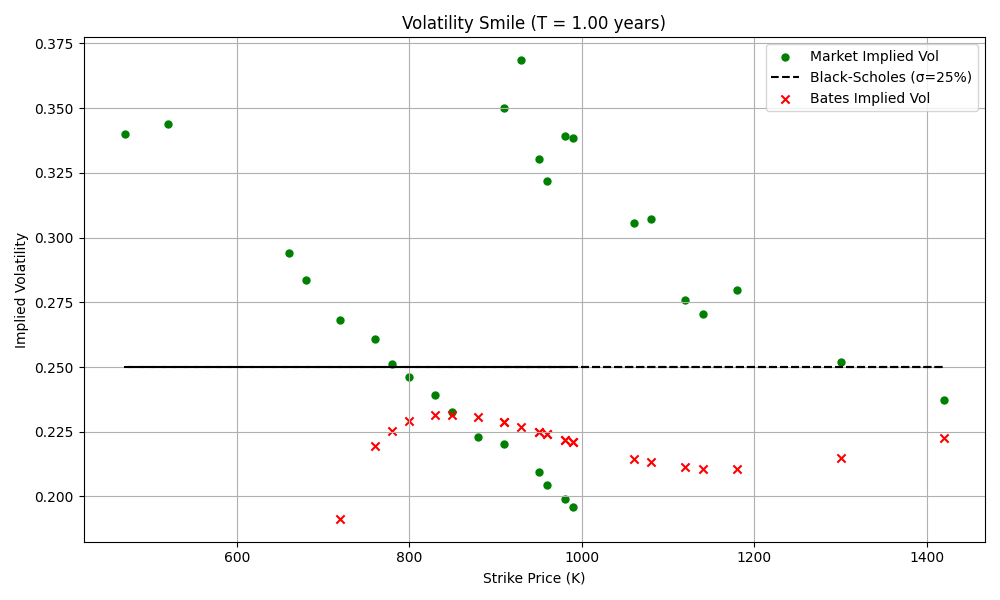 Volatility Smile (T = 1.00 years)
Implied Volatility
0.375
0.350
0.325
0.300
0.275
0.250
0.225
0.200
Market Implied Vol
Black-Scholes (σ=25%)
Bates Implied Vol
600 800 1000 1200 1400
Strike Price (K)